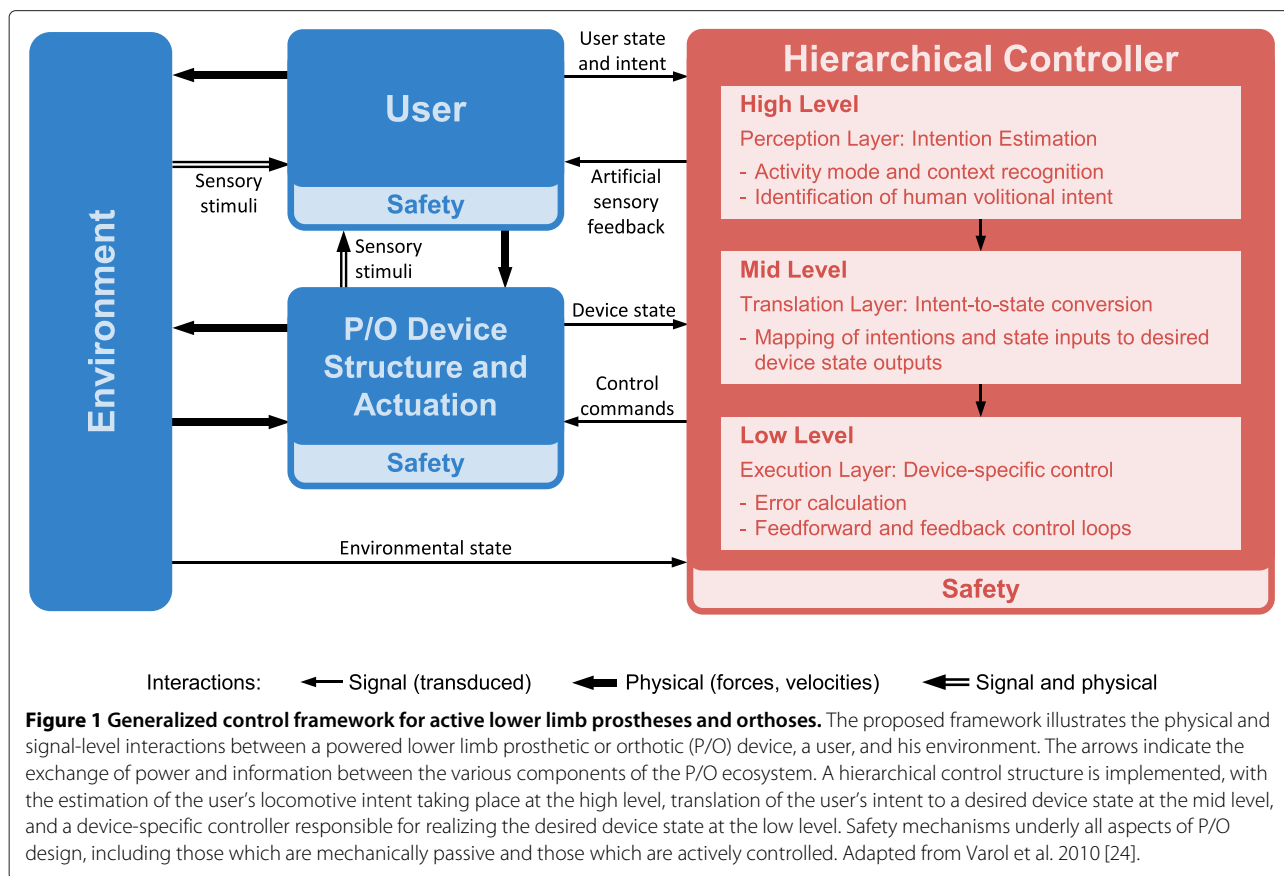 Environment
User
Safety
User state
and intent
Sensory
stimuli
Artificial
sensory
feedback
Sensory
stimuli
P/O Device
Structure and
Actuation
Safety
Device state
Control
commands
Environmental state
Hierarchical Controller
High Level
Perception Layer: Intention Estimation
- Activity mode and context recognition
- Identification of human volitional intent
Mid Level
Translation Layer: Intent-to-state conversion
- Mapping of intentions and state inputs to desired
device state outputs
Low Level
Execution Layer: Device-specific control
- Error calculation
- Feedforward and feedback control loops
Safety
Interactions: Signal (transduced) Physical (forces, velocities) Signal and physical
Figure 1 Generalized control framework for active lower limb prostheses and orthoses. The proposed framework illustrates the physical and
signal-level interactions between a powered lower limb prosthetic or orthotic (P/O) device, a user, and his environment. The arrows indicate the
exchange of power and information between the various components of the P/O ecosystem. A hierarchical control structure is implemented, with
the estimation of the user's locomotive intent taking place at the high level, translation of the user's intent to a desired device state at the mid level,
and a device-specific controller responsible for realizing the desired device state at the low level. Safety mechanisms underly all aspects of P/O
design, including those which are mechanically passive and those which are actively controlled. Adapted from Varol et al. 2010 [24].